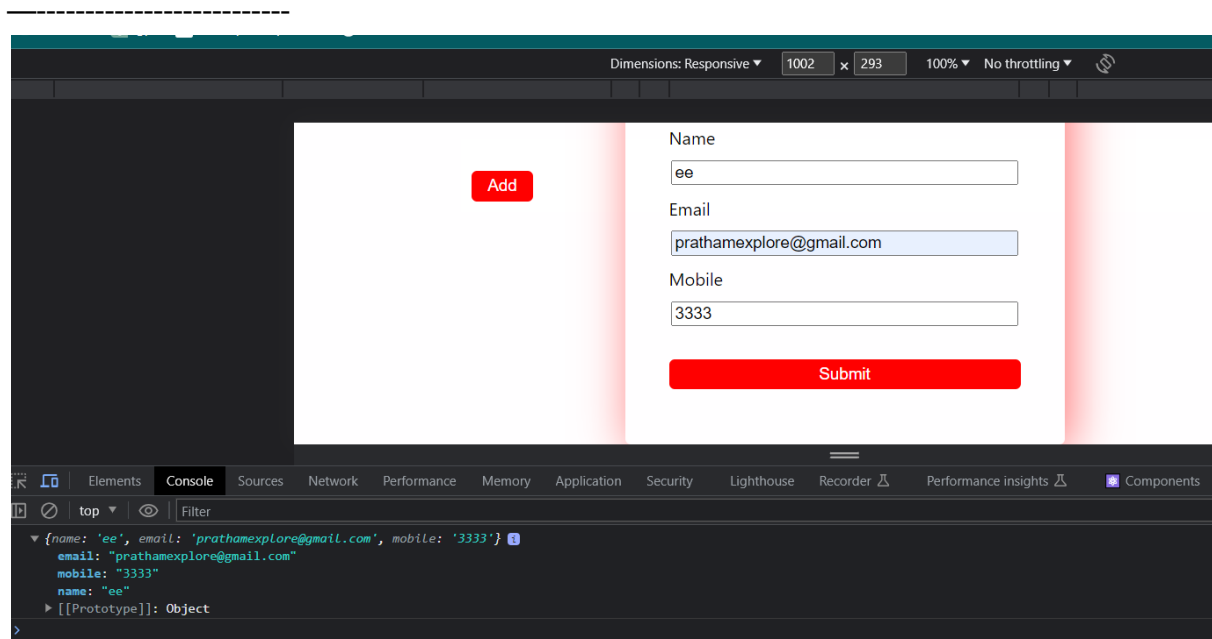 Dimensions: Responsive ▼ 1002 x 293 100% ▼ No throttling ▼
Name
ee
Add
Email
prathamexplore@gmail.com
Mobile
3333
Submit
Elements Console Sources Network Performance Memory Application Security Lighthouse Recorder Performance insights Components
top ▼ Filter
▼ {name: 'ee', email: 'prathamexplore@gmail.com', mobile: '3333'} i
email: "prathamexplore@gmail.com"
mobile: "3333"
name: "ee"
▶ [[Prototype]]: Object
>